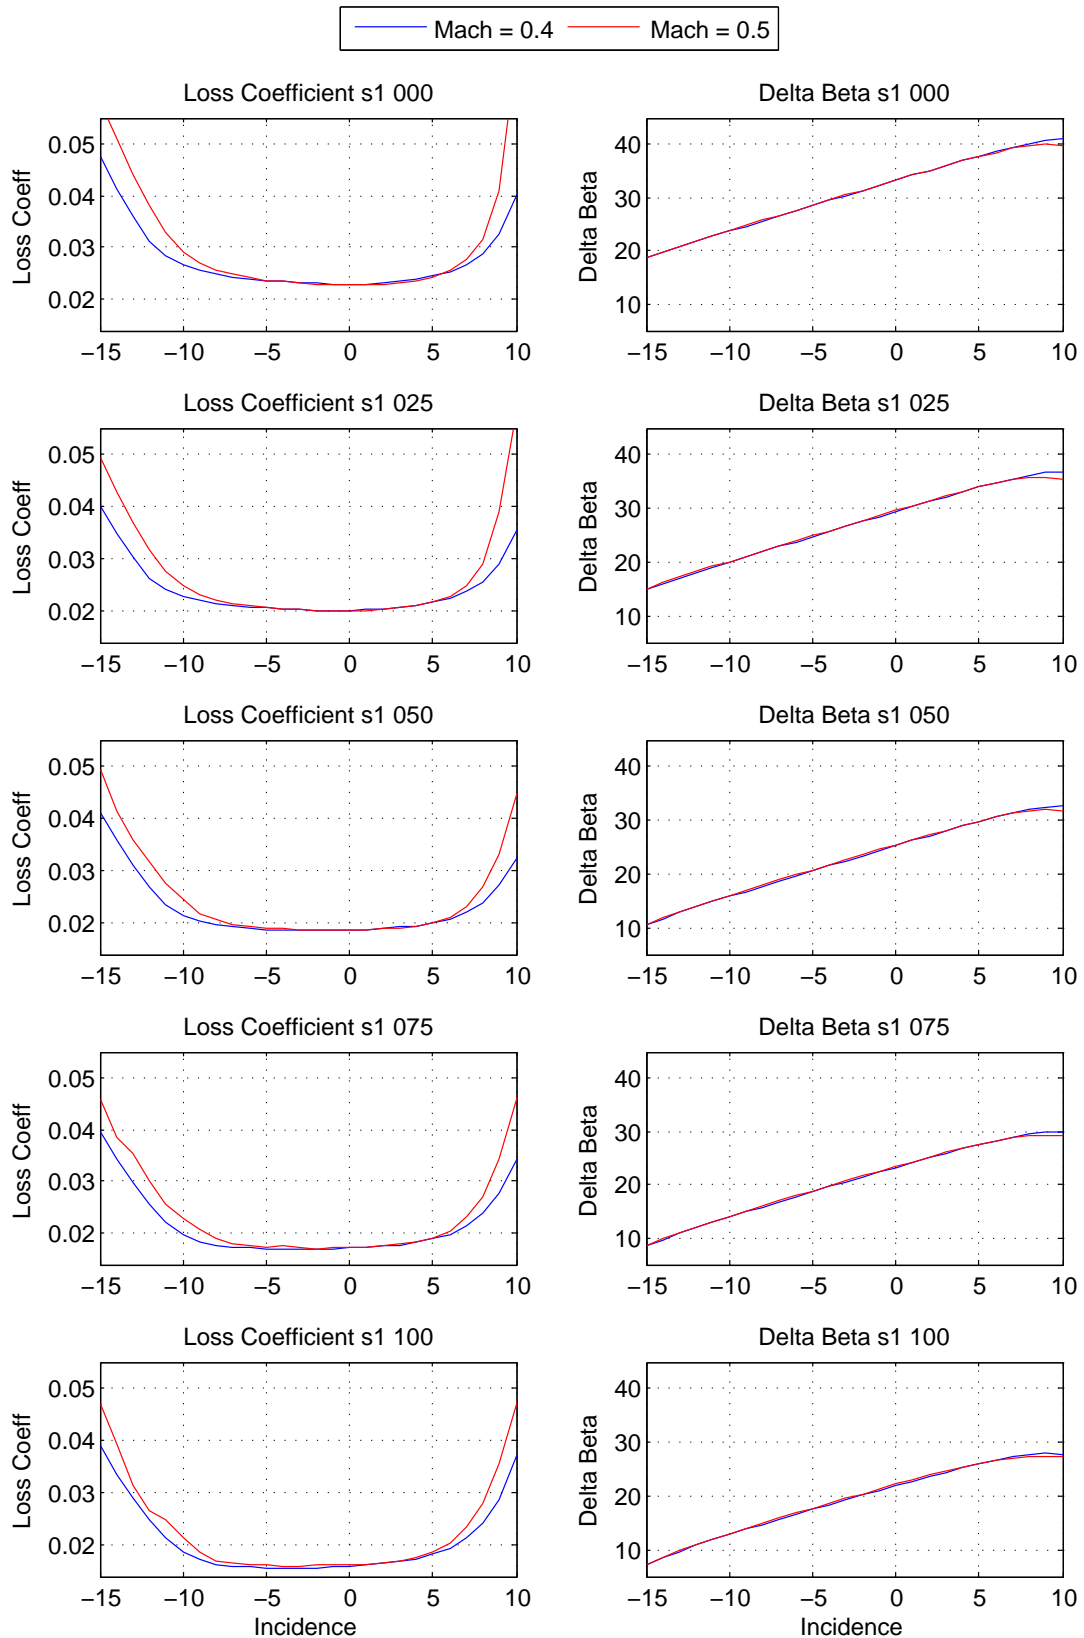 Mach = 0.4 Mach = 0.5
Loss Coefficient s1 000
Loss Coeff
0.05
0.04
0.03
0.02
−15 −10 −5 0 5 10
Delta Beta s1 000
Delta Beta
40
30
20
10
−15 −10 −5 0 5 10
Loss Coefficient s1 025
Loss Coeff
0.05
0.04
0.03
0.02
−15 −10 −5 0 5 10
Delta Beta s1 025
Delta Beta
40
30
20
10
−15 −10 −5 0 5 10
Loss Coefficient s1 050
Loss Coeff
0.05
0.04
0.03
0.02
−15 −10 −5 0 5 10
Delta Beta s1 050
Delta Beta
40
30
20
10
−15 −10 −5 0 5 10
Loss Coefficient s1 075
Loss Coeff
0.05
0.04
0.03
0.02
−15 −10 −5 0 5 10
Delta Beta s1 075
Delta Beta
40
30
20
10
−15 −10 −5 0 5 10
Loss Coefficient s1 100
Loss Coeff
0.05
0.04
0.03
0.02
−15 −10 −5 0 5 10
Incidence
Delta Beta s1 100
Delta Beta
40
30
20
10
−15 −10 −5 0 5 10
Incidence